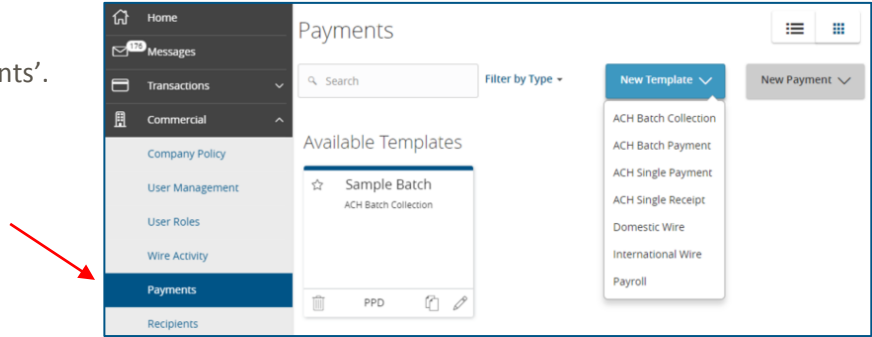 nts’.
Home
176
Messages
Transactions
Commercial
Company Policy
User Management
User Roles
Wire Activity
Payments
Recipients
Payments
Search
Filter by Type
New Template
New Payment
ACH Batch Collection
ACH Batch Payment
ACH Single Payment
ACH Single Receipt
Domestic Wire
International Wire
Payroll
Available Templates
Sample Batch
ACH Batch Collection
PPD